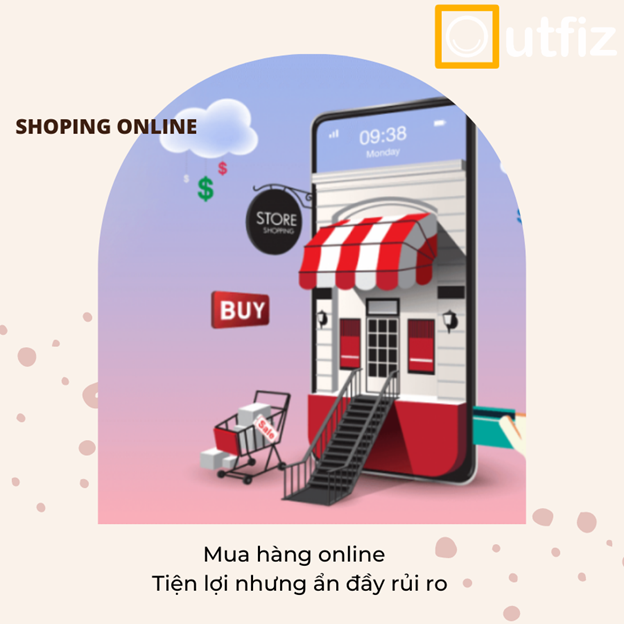 Outfiz
SHOPING ONLINE
09:38
Monday
$
$
$
STORE
SHOPPING
BUY
Sale
Mua hàng online
Tiện lợi nhưng ẩn đầy rủi ro